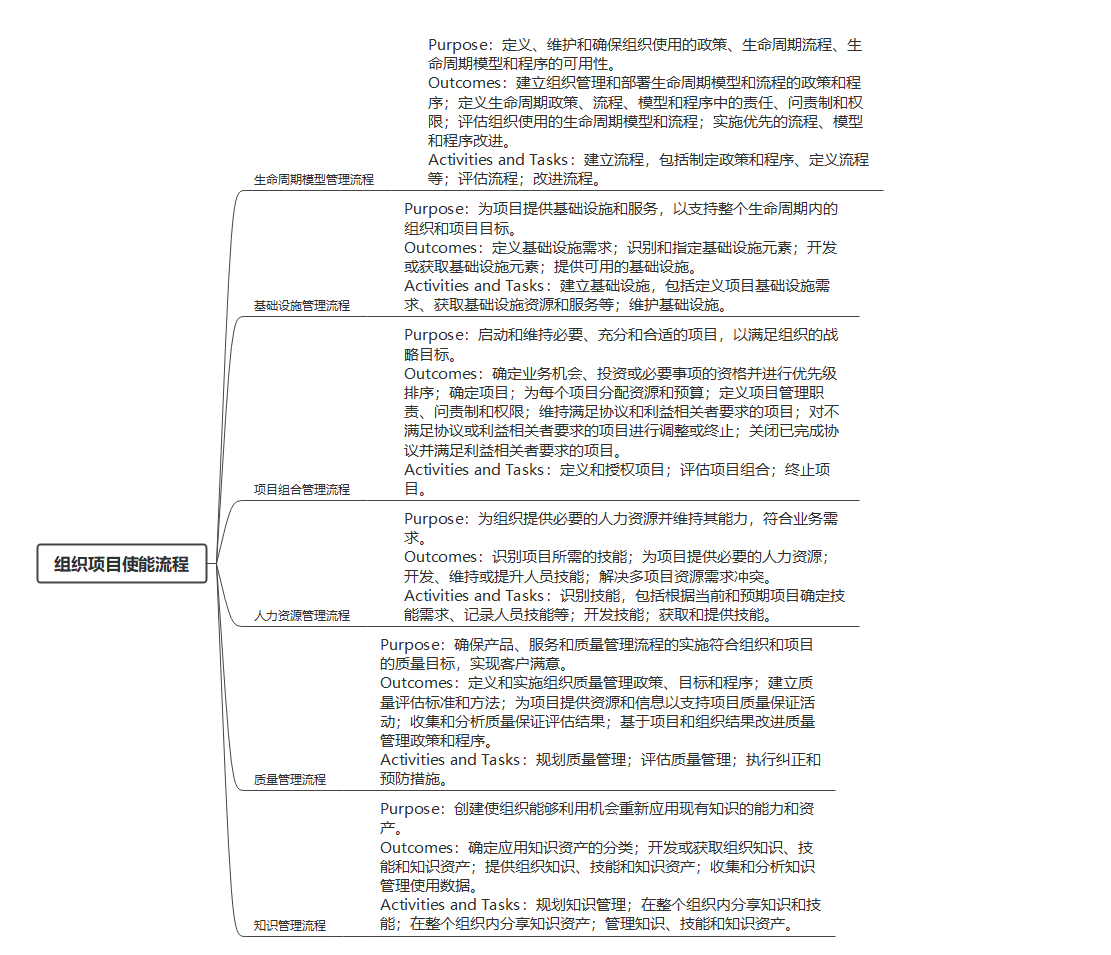 Purpose：定义、维护和确保组织使用的政策、生命周期流程、生
命周期模型和程序的可用性。
Outcomes：建立组织管理和部署生命周期模型和流程的政策和程
序；定义生命周期政策、流程、模型和程序中的责任、问责制和权
限；评估组织使用的生命周期模型和流程；实施优先的流程、模型
和程序改进。
Activities and Tasks：建立流程，包括制定政策和程序、定义流程
等；评估流程；改进流程。
生命周期模型管理流程
Purpose：为项目提供基础设施和服务，以支持整个生命周期内的
组织和项目目标。
Outcomes：定义基础设施需求；识别和指定基础设施元素；开发
或获取基础设施元素；提供可用的基础设施。
Activities and Tasks：建立基础设施，包括定义项目基础设施需
求、获取基础设施资源和服务等；维护基础设施。
基础设施管理流程
Purpose：启动和维持必要、充分和合适的项目，以满足组织的战
略目标。
Outcomes：确定业务机会、投资或必要事项的资格并进行优先级
排序；确定项目；为每个项目分配资源和预算；定义项目管理职
责、问责制和权限；维持满足协议和利益相关者要求的项目；对不
满足协议或利益相关者要求的项目进行调整或终止；关闭已完成协
议并满足利益相关者要求的项目。
Activities and Tasks：定义和授权项目；评估项目组合；终止项
目。
项目组合管理流程
Purpose：为组织提供必要的人力资源并维持其能力，符合业务需
求。
Outcomes：识别项目所需的技能；为项目提供必要的人力资源；
开发、维持或提升人员技能；解决多项目资源需求冲突。
Activities and Tasks：识别技能，包括根据当前和预期项目确定技
能需求、记录人员技能等；开发技能；获取和提供技能。
人力资源管理流程
组织项目使能流程
Purpose：确保产品、服务和质量管理流程的实施符合组织和项目
的质量目标，实现客户满意。
Outcomes：定义和实施组织质量管理政策、目标和程序；建立质
量评估标准和方法；为项目提供资源和信息以支持项目质量保证活
动；收集和分析质量保证评估结果；基于项目和组织结果改进质量
管理政策和程序。
Activities and Tasks：规划质量管理；评估质量管理；执行纠正和
预防措施。
质量管理流程
Purpose：创建使组织能够利用机会重新应用现有知识的能力和资
产。
Outcomes：确定应用知识资产的分类；开发或获取组织知识、技
能和知识资产；提供组织知识、技能和知识资产；收集和分析知识
管理使用数据。
Activities and Tasks：规划知识管理；在整个组织内分享知识和技
能；在整个组织内分享知识资产；管理知识、技能和知识资产。
知识管理流程